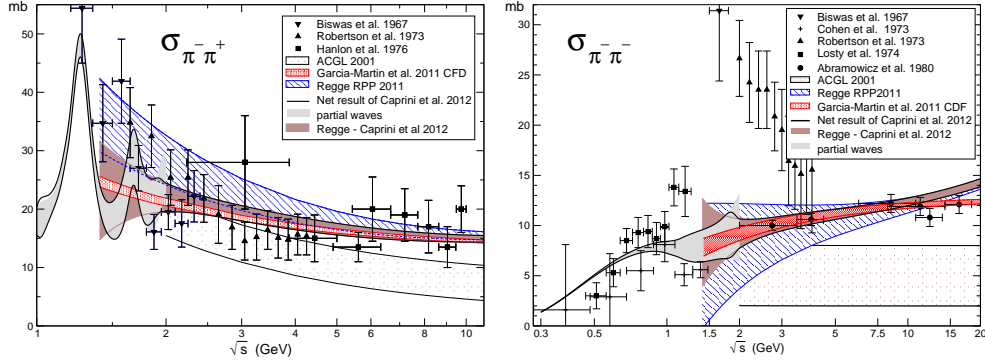 mb
σπ⁻π⁺
Biswas et al. 1967
Robertson et al. 1973
Hanlon et al. 1976
ACGL 2001
Garcia-Martin et al. 2011 CFD
Regge RPP 2011
Net result of Caprini et al. 2012
partial waves
Regge - Caprini et al 2012
50
40
30
20
10
0
1 2 3 4 5 6 7 8 9 10
√s (GeV)
mb
σπ⁻π⁻
Biswas et al. 1967
Cohen et al. 1973
Robertson et al. 1973
Losty et al. 1974
Abramowicz et al. 1980
ACGL 2001
Regge RPP2011
Garcia-Martin et al. 2011 CDF
Net result of Caprini et al. 2012
Regge - Caprini et al 2012
partial waves
30
25
20
15
10
5
0
0.3 0.4 0.5 1 1.5 2 5 7.5 10 15 20
√s (GeV)